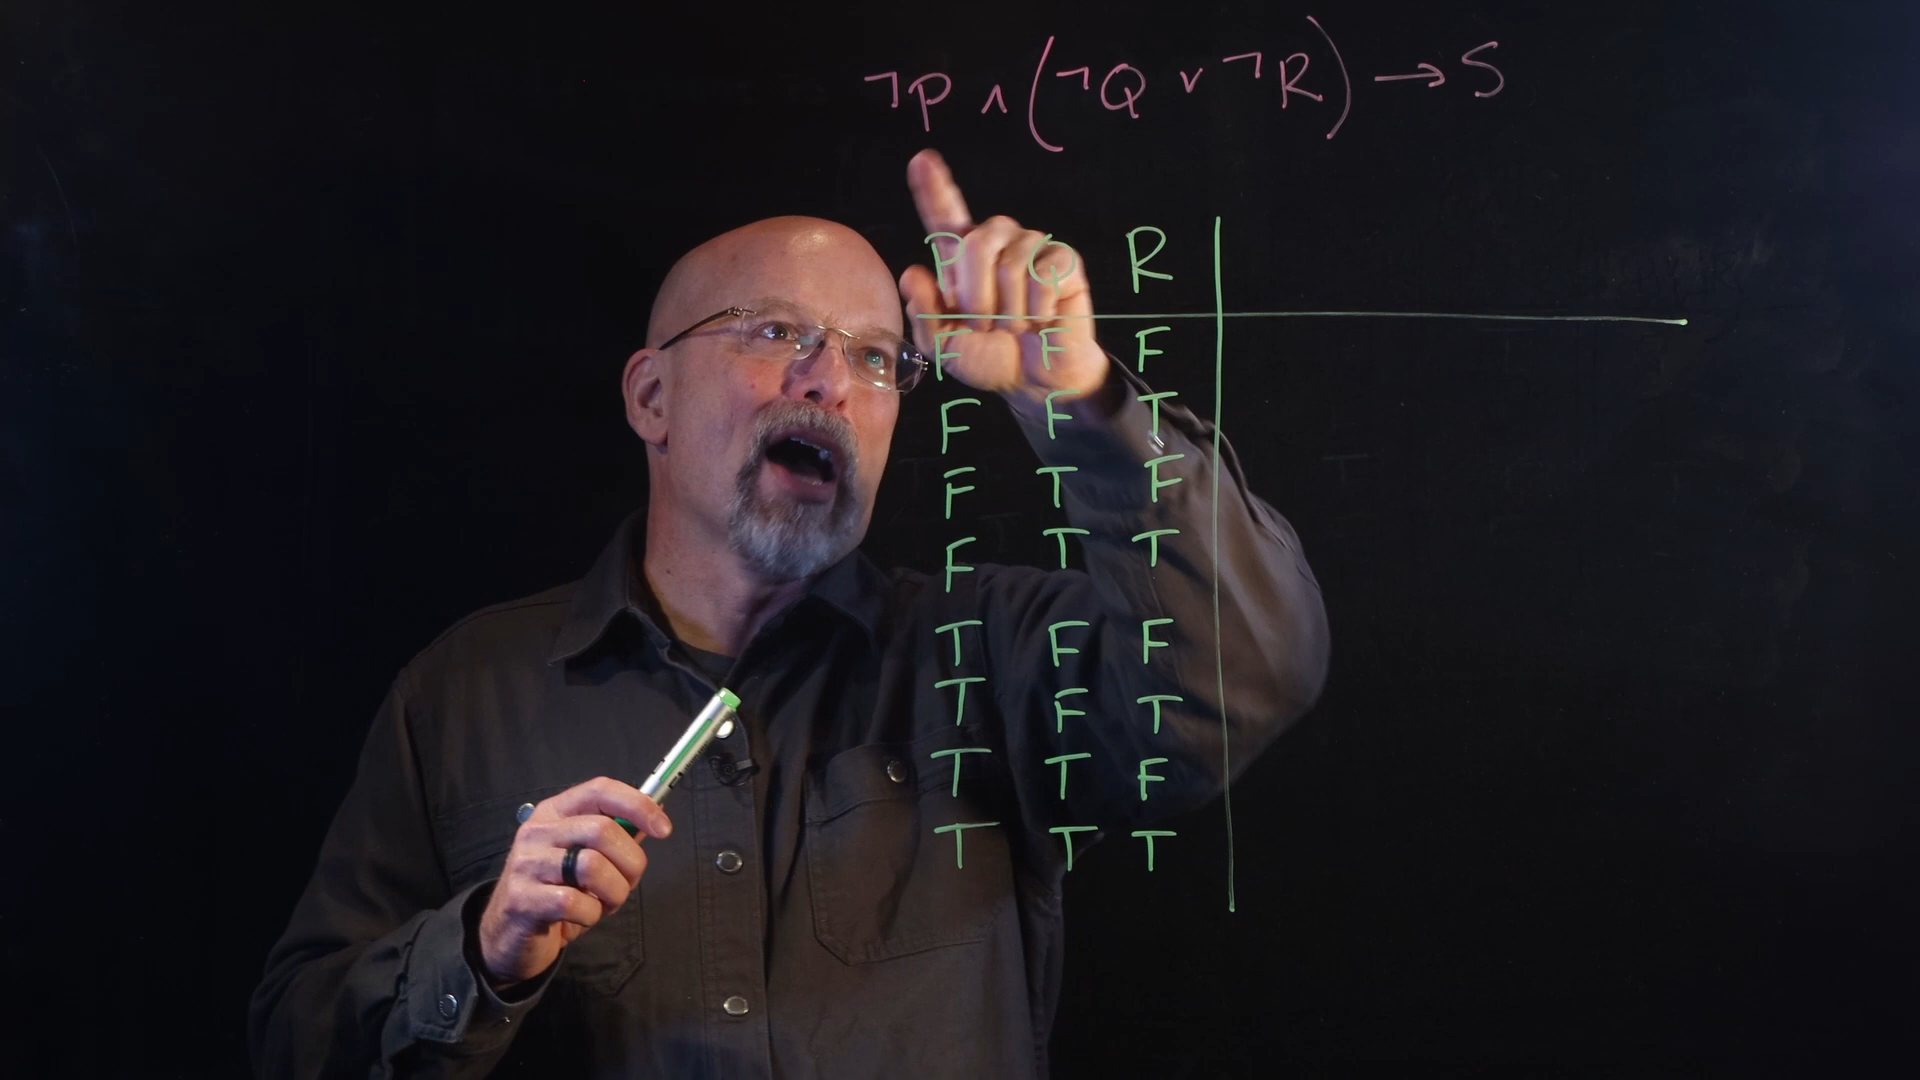 ¬P ∧ (¬Q ∨ ¬R) → S
P Q R
F F F
F F T
F T F
F T T
T F F
T F T
T T F
T T T